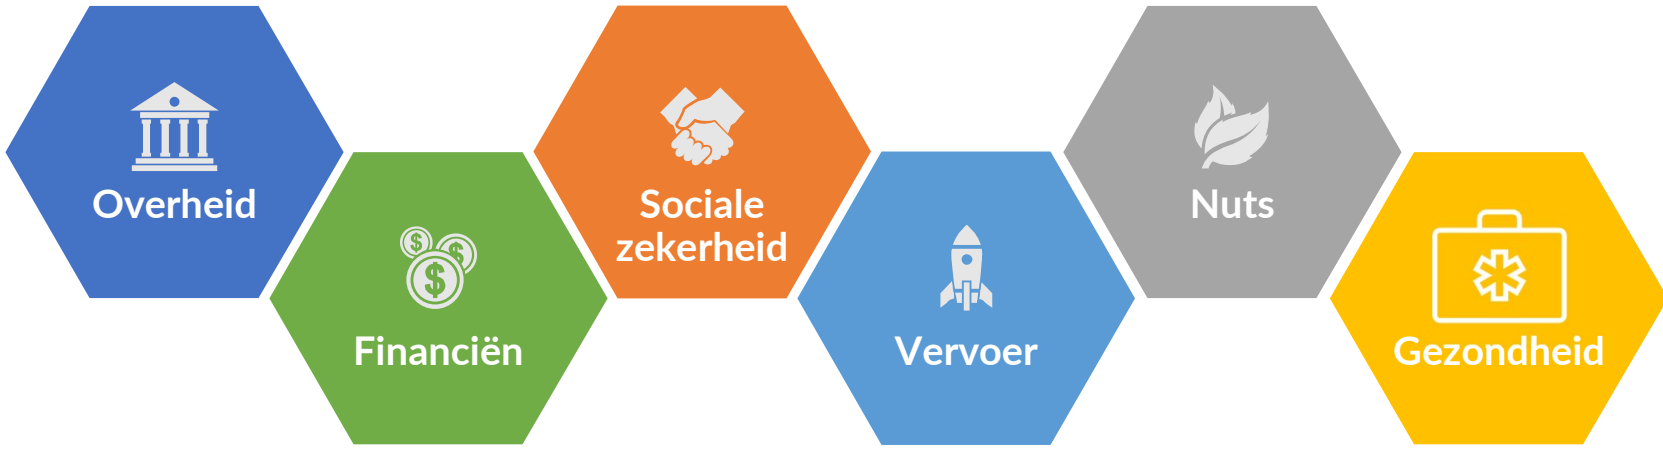 Overheid
Financiën
Sociale
zekerheid
Vervoer
Nuts
Gezondheid